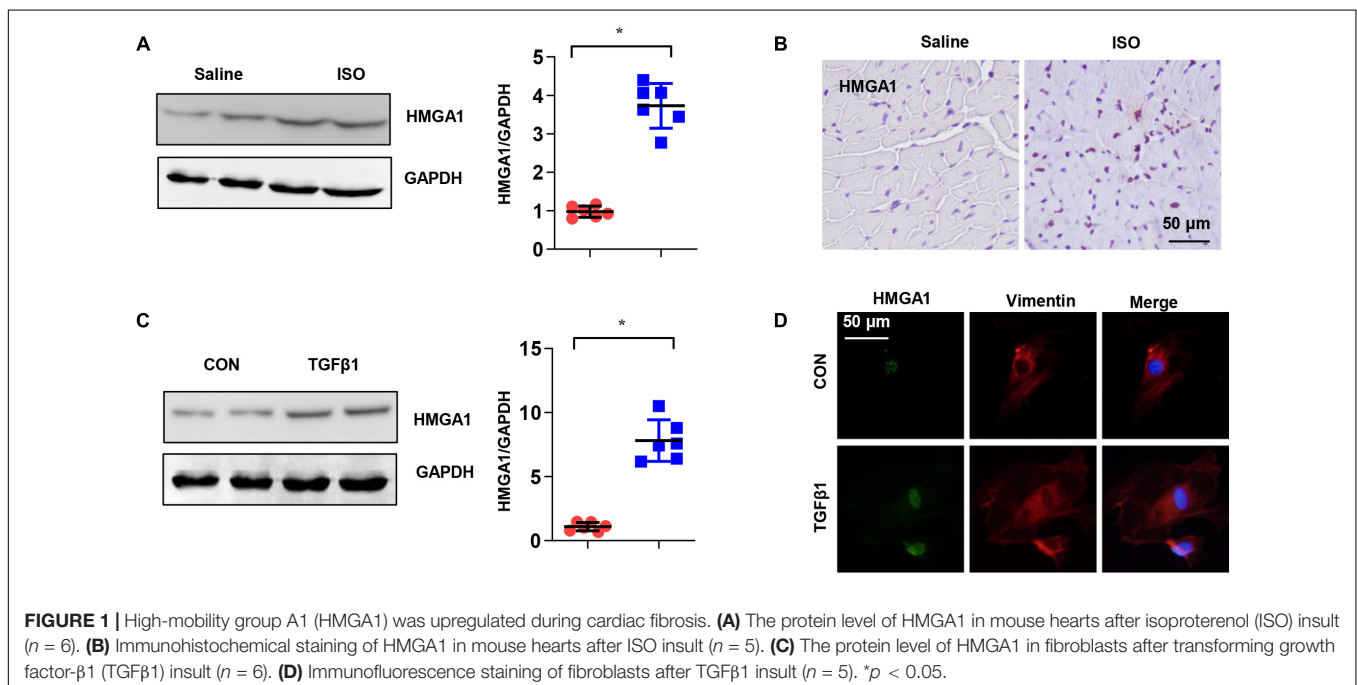 A
Saline ISO
HMGA1
GAPDH
*
HMGA1/GAPDH
5
4
3
2
1
0
B
Saline ISO
HMGA1
50 μm
C
CON TGFβ1
HMGA1
GAPDH
*
HMGA1/GAPDH
15
10
5
0
D
HMGA1 Vimentin Merge
50 μm
CON
TGFβ1
FIGURE 1 | High-mobility group A1 (HMGA1) was upregulated during cardiac fibrosis. (A) The protein level of HMGA1 in mouse hearts after isoproterenol (ISO) insult
(n = 6). (B) Immunohistochemical staining of HMGA1 in mouse hearts after ISO insult (n = 5). (C) The protein level of HMGA1 in fibroblasts after transforming growth
factor-β1 (TGFβ1) insult (n = 6). (D) Immunofluorescence staining of fibroblasts after TGFβ1 insult (n = 5). *p < 0.05.